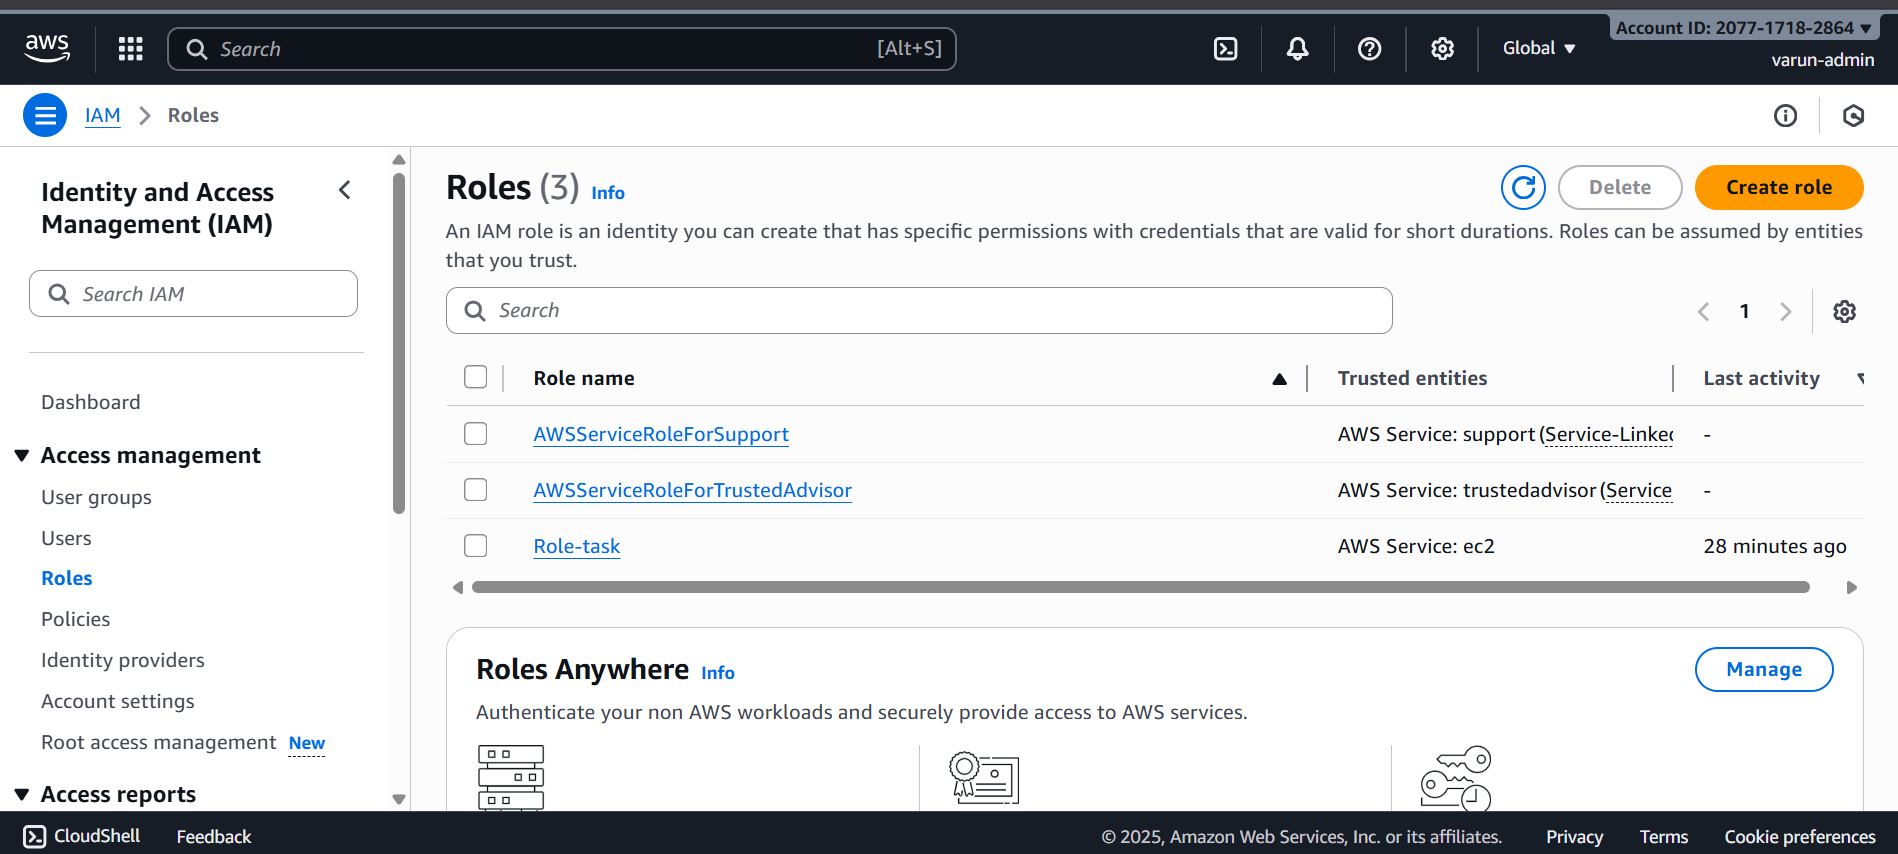 aws
Search
[Alt+S]
Global
Account ID: 2077-1718-2864
varun-admin
IAM
Roles
Identity and Access
Management (IAM)
Search IAM
Dashboard
Access management
User groups
Users
Roles
Policies
Identity providers
Account settings
Root access management New
Access reports
Roles (3) Info
Delete
Create role
An IAM role is an identity you can create that has specific permissions with credentials that are valid for short durations. Roles can be assumed by entities
that you trust.
Search
1
Role name Trusted entities Last activity
AWSServiceRoleForSupport AWS Service: support (Service-Linked -
AWSServiceRoleForTrustedAdvisor AWS Service: trustedadvisor (Service -
Role-task AWS Service: ec2 28 minutes ago
Roles Anywhere Info
Manage
Authenticate your non AWS workloads and securely provide access to AWS services.
CloudShell Feedback © 2025, Amazon Web Services, Inc. or its affiliates. Privacy Terms Cookie preferences